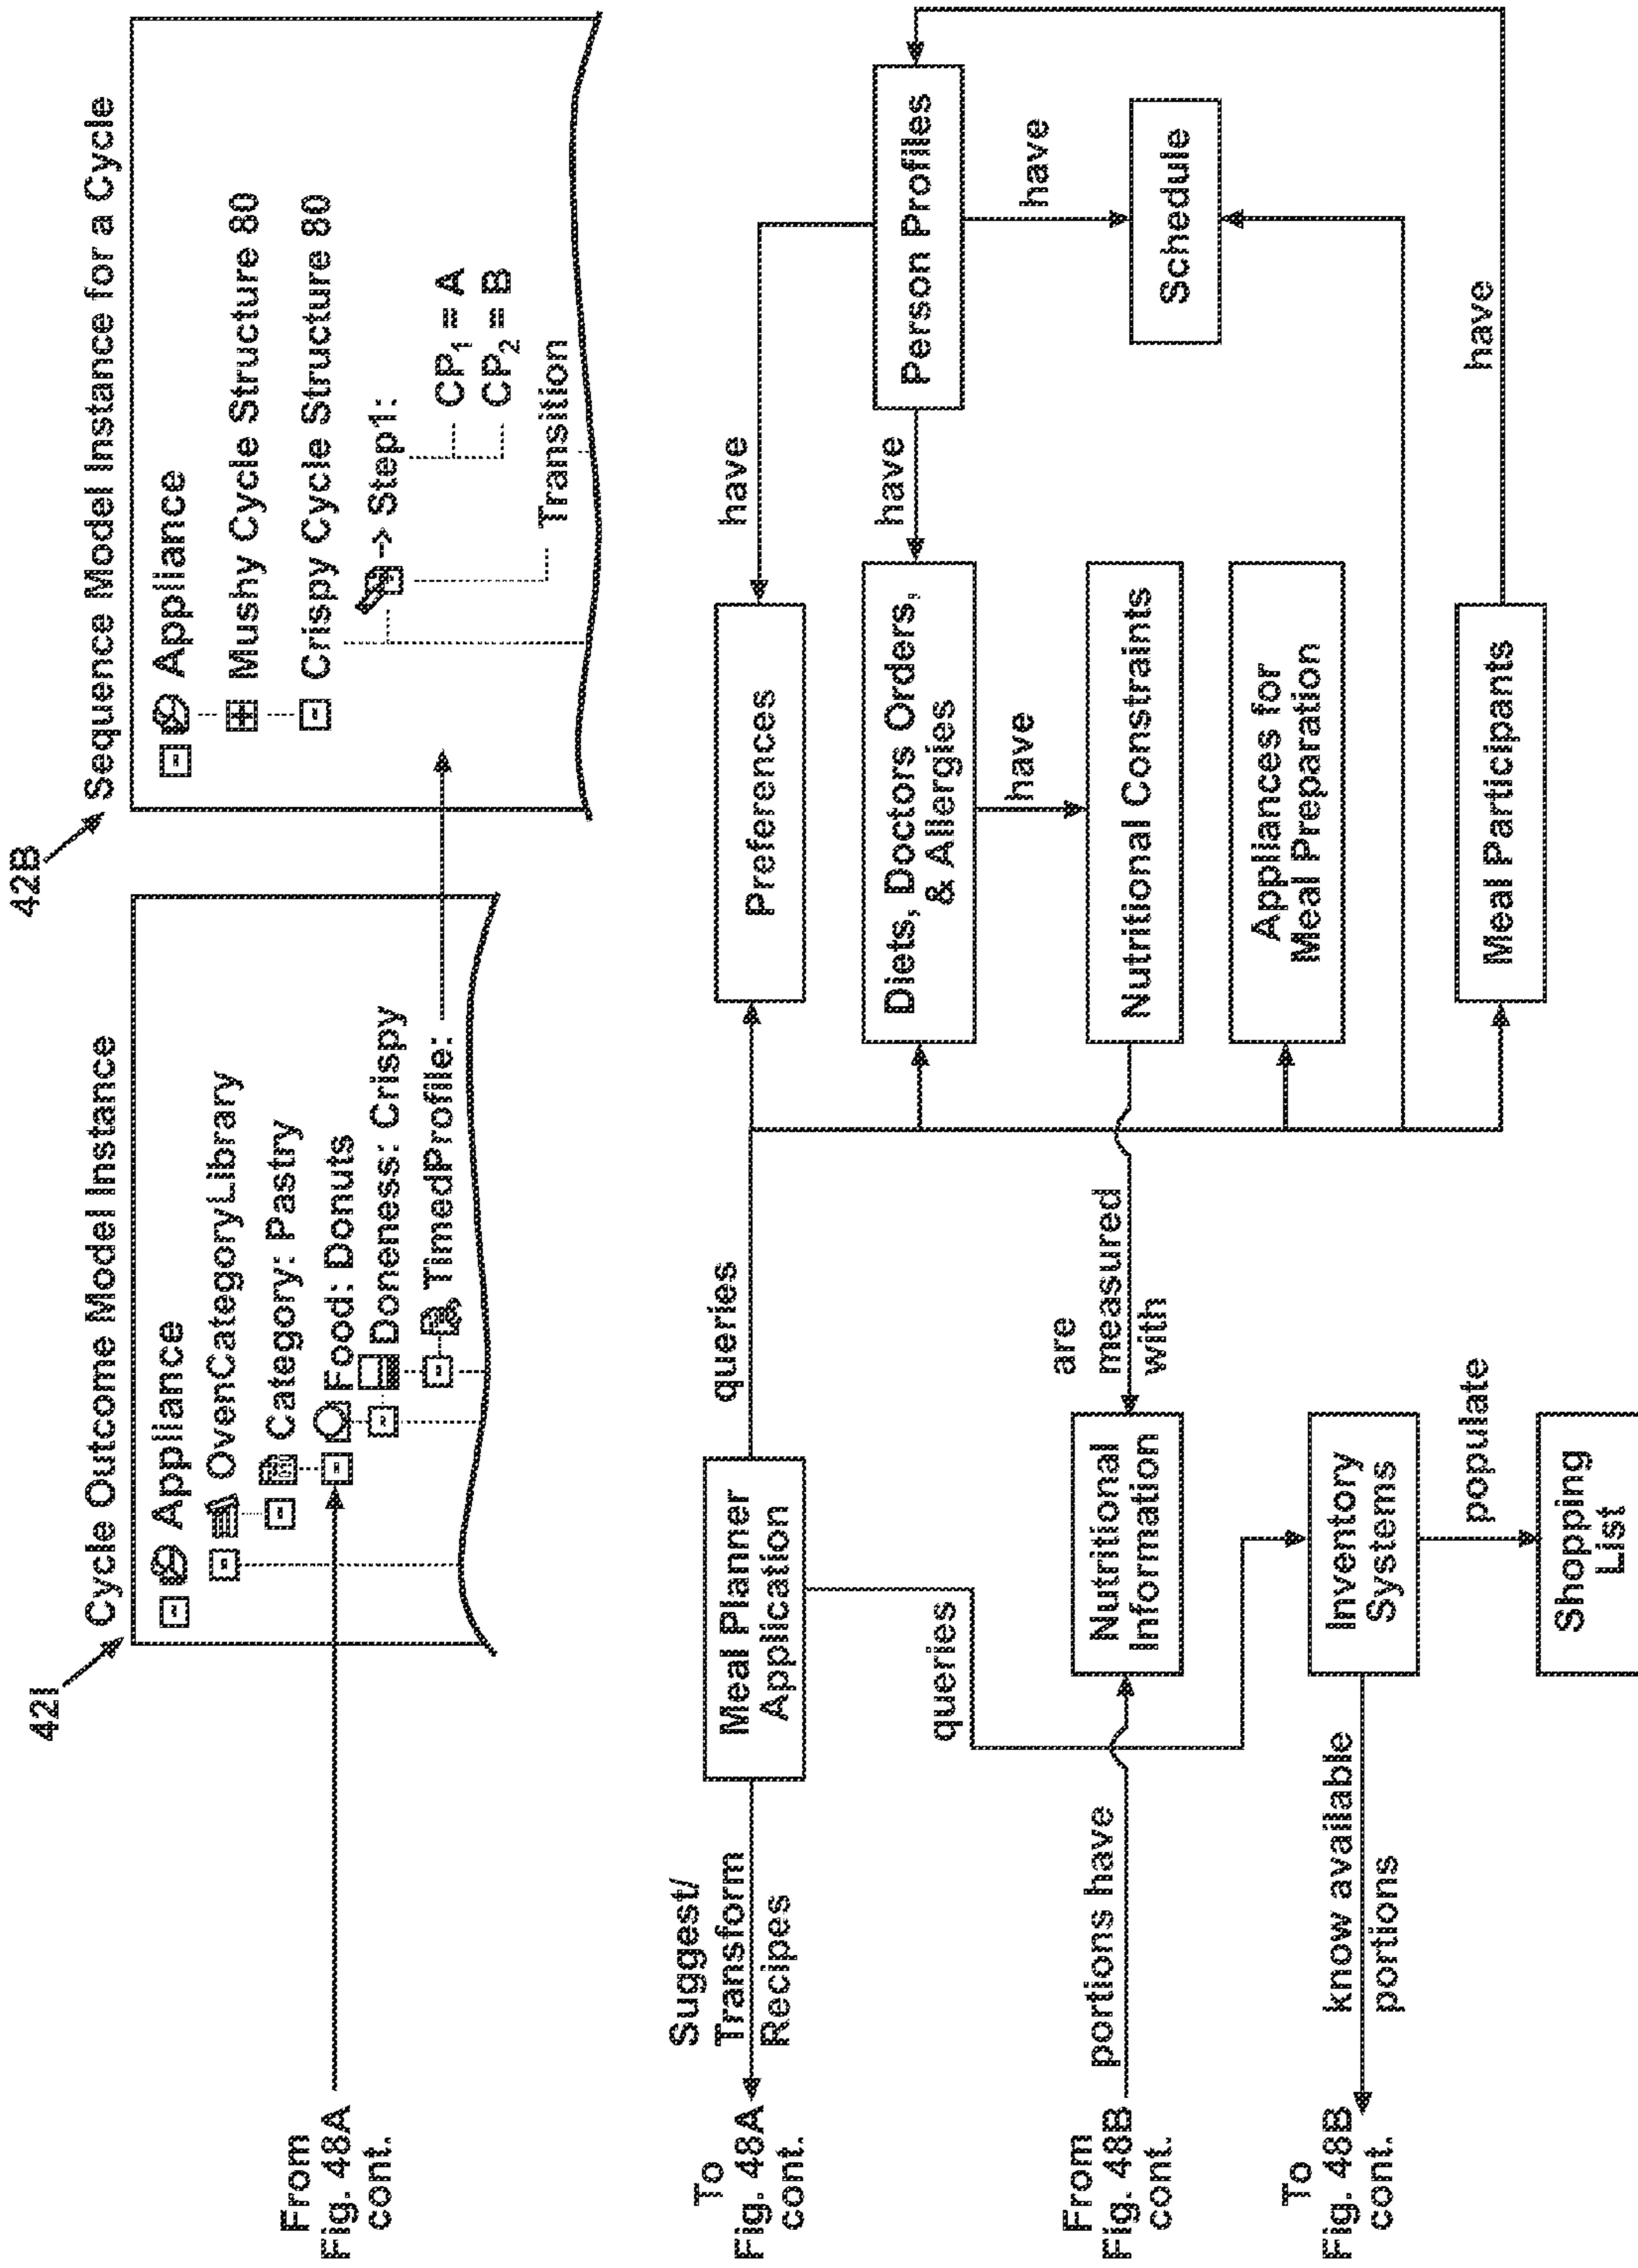 42I
Cycle Outcome Model Instance
Appliance
OvenCategoryLibrary
Category: Pastry
Food: Donuts
Doneness: Crispy
TimedProfile:
42B
Sequence Model Instance for a Cycle
Appliance
Mushy Cycle Structure 80
Crispy Cycle Structure 80
-> Step1:
CP1 = A
CP2 = B
Transition
From
Fig. 48A
cont.
To
Fig. 48A
cont.
Suggest/
Transform
Recipes
Meal Planner
Application
queries
queries
Preferences
have
Diets, Doctors Orders,
& Allergies
have
Person Profiles
have
Nutritional Constraints
have
Schedule
Appliances for
Meal Preparation
Meal Participants
have
From
Fig. 48B
cont.
portions have
Nutritional
Information
are
measured
with
To
Fig. 48B
cont.
know available
portions
Inventory
Systems
populate
Shopping
List